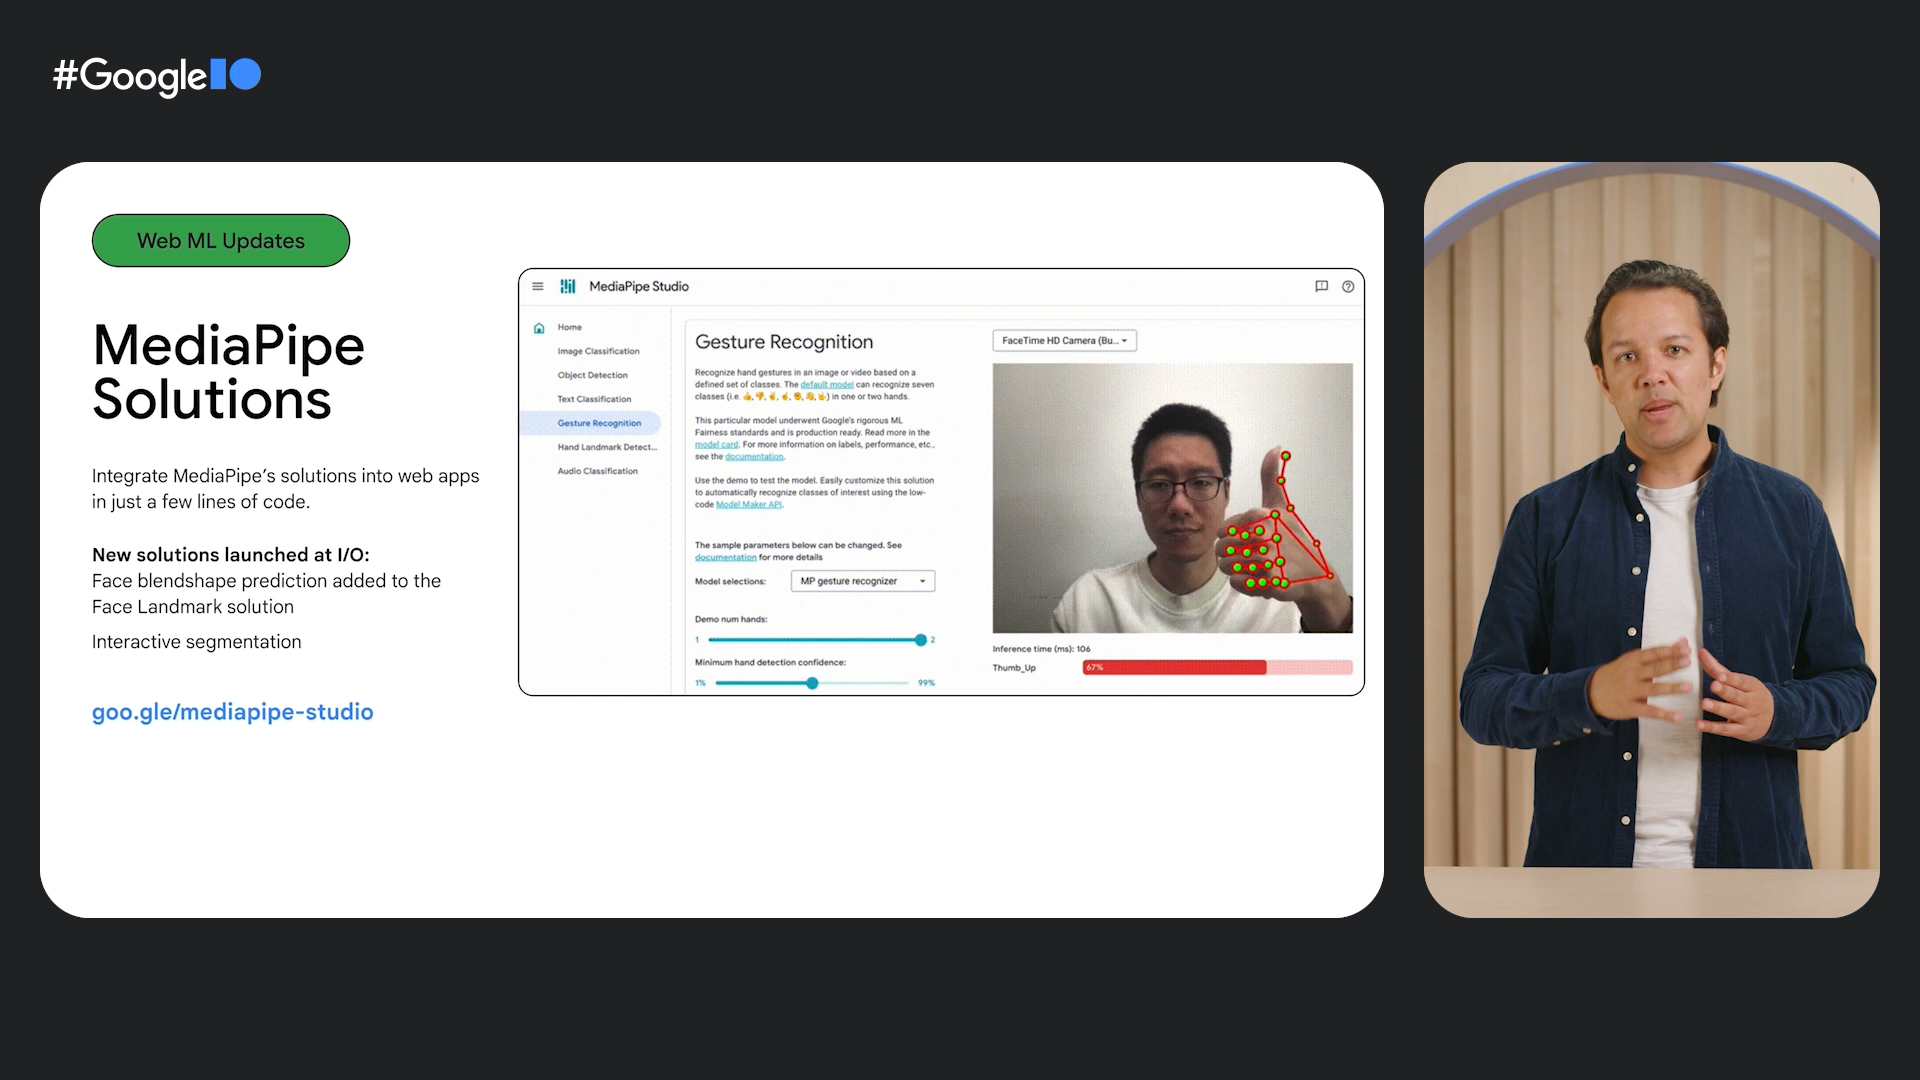 #GoogleIO
Web ML Updates
MediaPipe
Solutions
Integrate MediaPipe’s solutions into web apps
in just a few lines of code.
New solutions launched at I/O:
Face blendshape prediction added to the
Face Landmark solution
Interactive segmentation
goo.gle/mediapipe-studio
MediaPipe Studio
Home
Image Classification
Object Detection
Text Classification
Gesture Recognition
Hand Landmark Detect...
Audio Classification
Gesture Recognition
Recognize hand gestures in an image or video based on a
defined set of classes. The default model can recognize seven
classes (i.e. 👍, 👎, ✌️, ☝️, ✊, 👋, 🤟) in one or two hands.
This particular model underwent Google's rigorous ML
Fairness standards and is production ready. Read more in the
model card. For more information on labels, performance, etc.,
see the documentation.
Use the demo to test the model. Easily customize this solution
to automatically recognize classes of interest using the low-
code Model Maker API.
The sample parameters below can be changed. See
documentation for more details
Model selections: MP gesture recognizer
Demo num hands:
1 2
Minimum hand detection confidence:
1% 99%
FaceTime HD Camera (Bu...
Inference time (ms): 106
Thumb_Up 67%